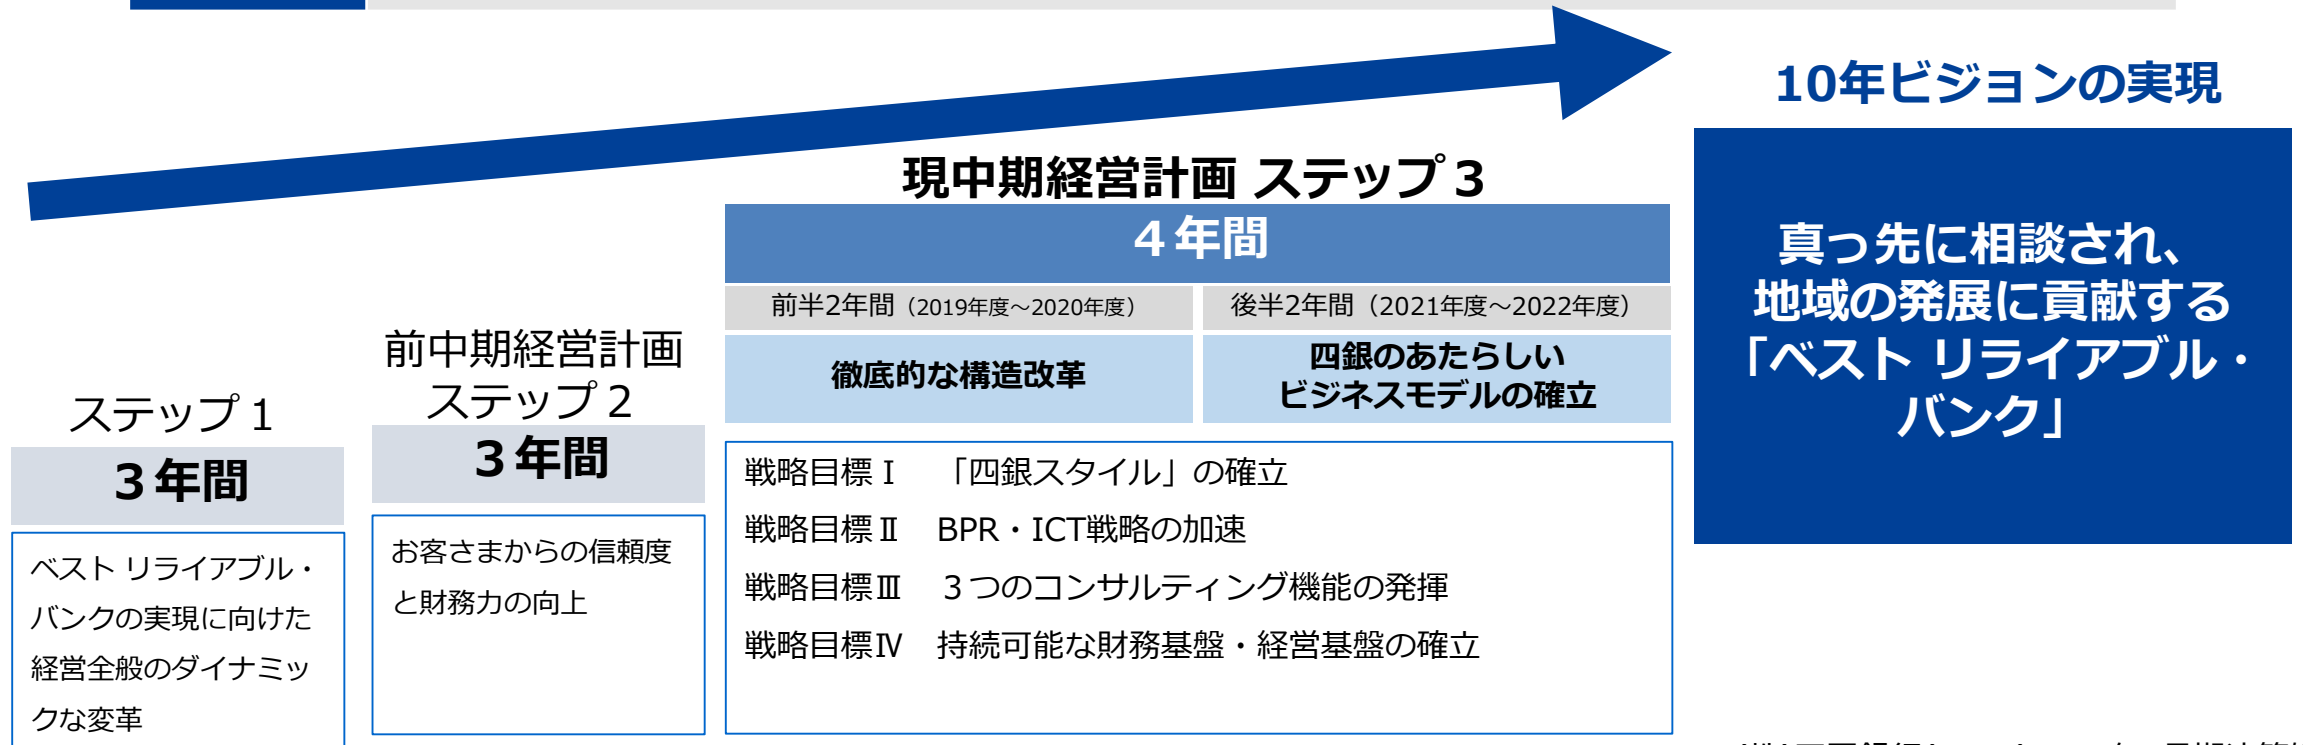 10年ビジョンの実現
真っ先に相談され、
地域の発展に貢献する
「ベスト リライアブル・
バンク」
現中期経営計画 ステップ３
４年間
前半2年間（2019年度～2020年度）
後半2年間（2021年度～2022年度）
徹底的な構造改革
四銀のあたらしい
ビジネスモデルの確立
戦略目標Ⅰ 「四銀スタイル」の確立
戦略目標Ⅱ BPR・ICT戦略の加速
戦略目標Ⅲ ３つのコンサルティング機能の発揮
戦略目標Ⅳ 持続可能な財務基盤・経営基盤の確立
前中期経営計画
ステップ２
３年間
お客さまからの信頼度
と財務力の向上
ステップ１
３年間
ベスト リライアブル・
バンクの実現に向けた
経営全般のダイナミッ
クな変革